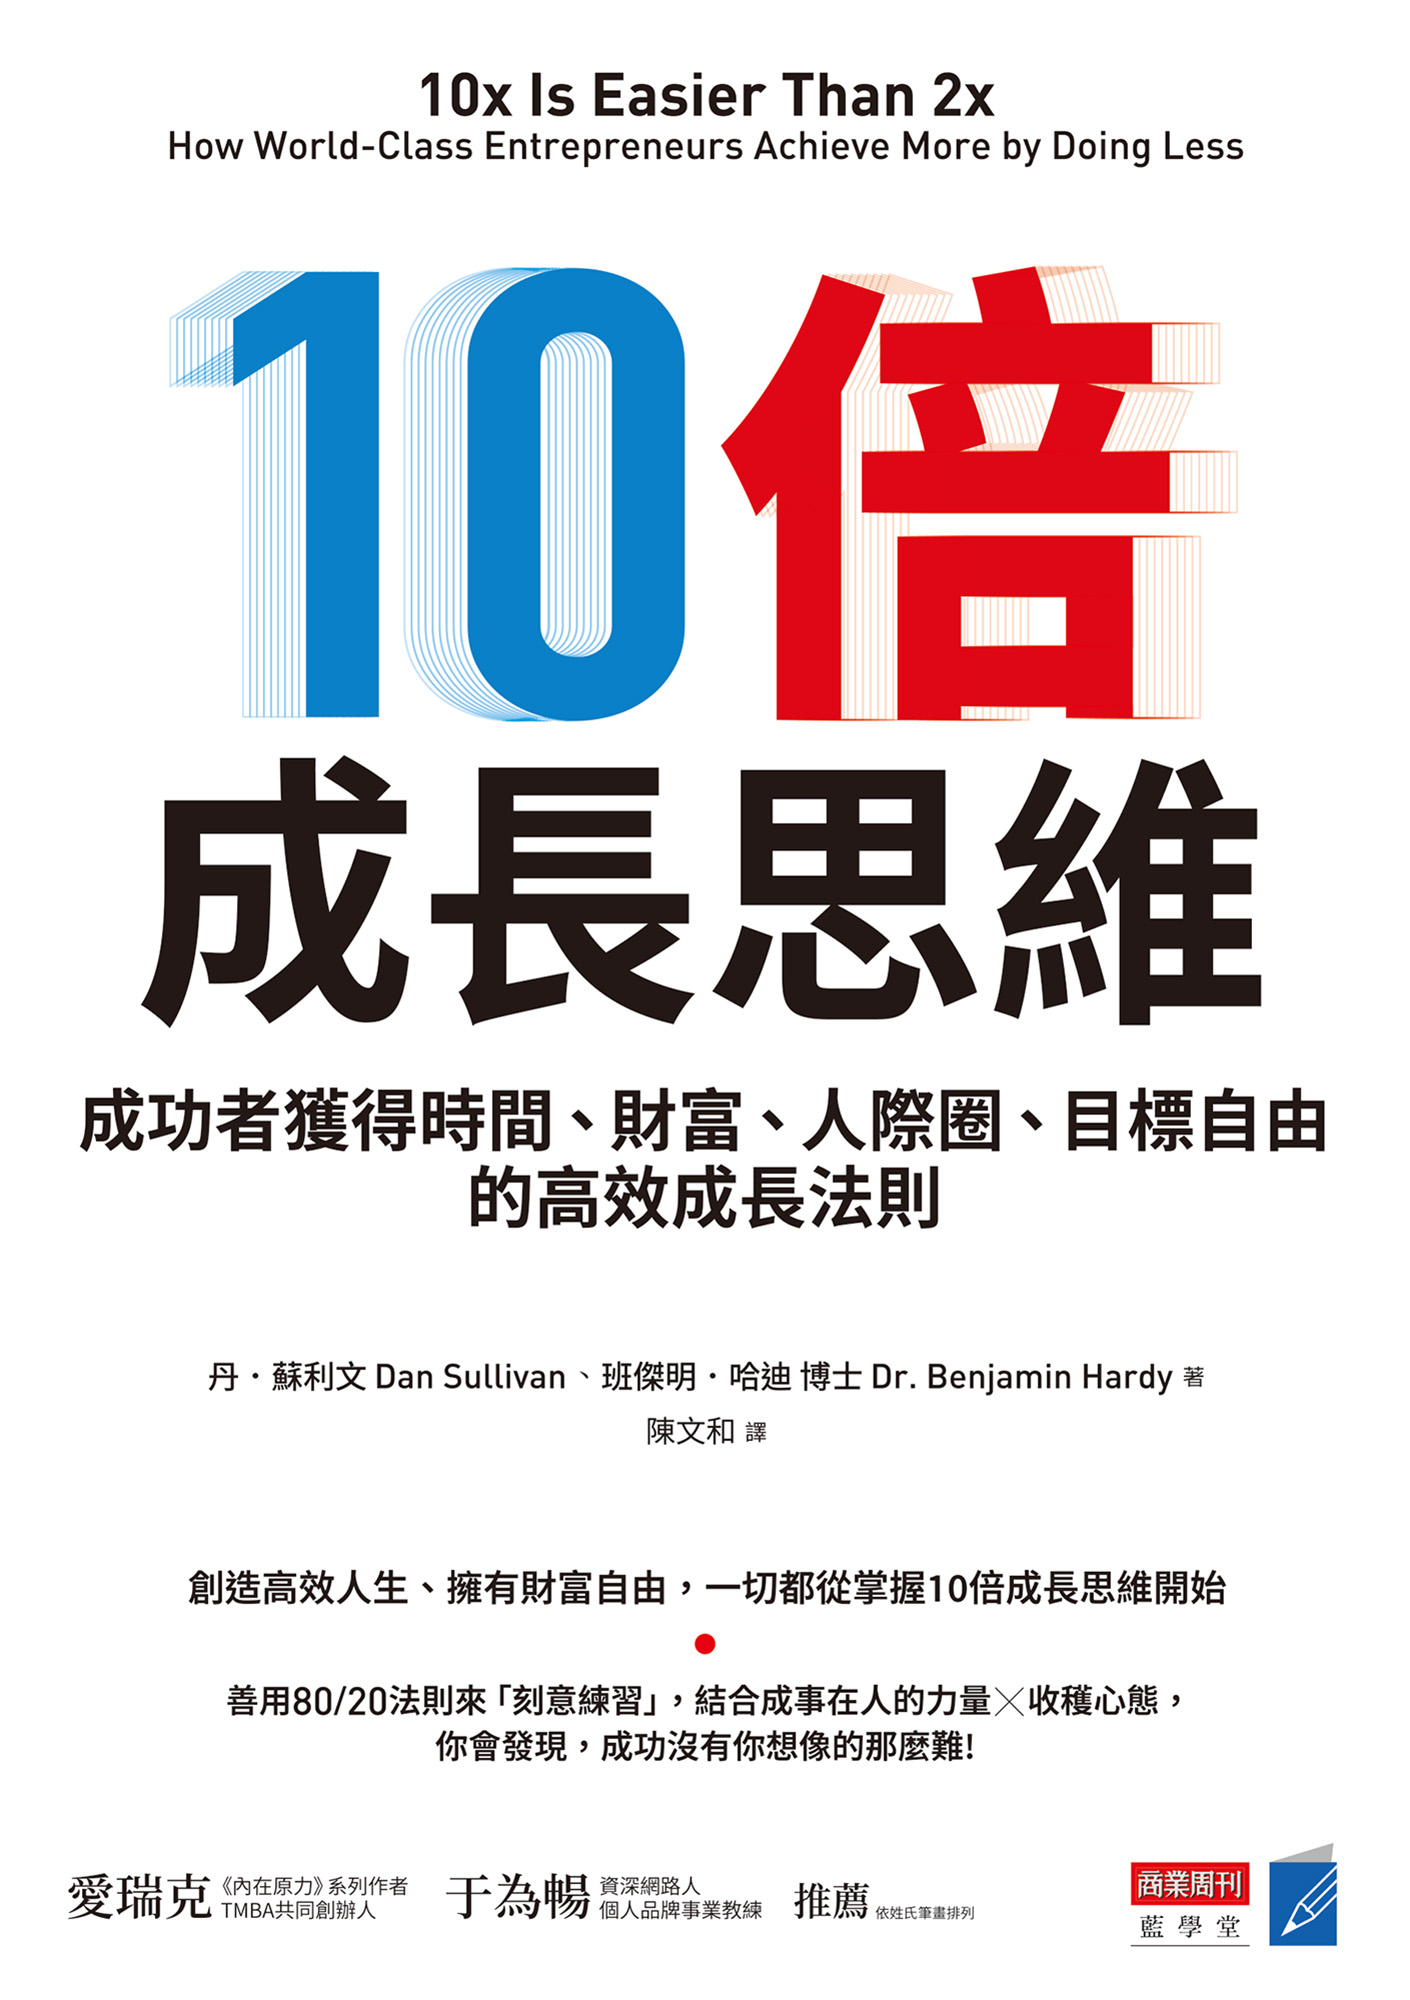 10x Is Easier Than 2x
How World-Class Entrepreneurs Achieve More by Doing Less
10倍
成長思維
成功者獲得時間、財富、人際圈、目標自由
的高效成長法則
丹・蘇利文 Dan Sullivan、班傑明・哈迪 博士 Dr. Benjamin Hardy 著
陳文和 譯
創造高效人生、擁有財富自由，一切都從掌握10倍成長思維開始
善用80/20法則來「刻意練習」，結合成事在人的力量╳收穫心態，
你會發現，成功沒有你想像的那麼難!
愛瑞克 《內在原力》系列作者
TMBA共同創辦人
于為暢 資深網路人
個人品牌事業教練
推薦 依姓氏筆畫排列
商業周刊
藍學堂